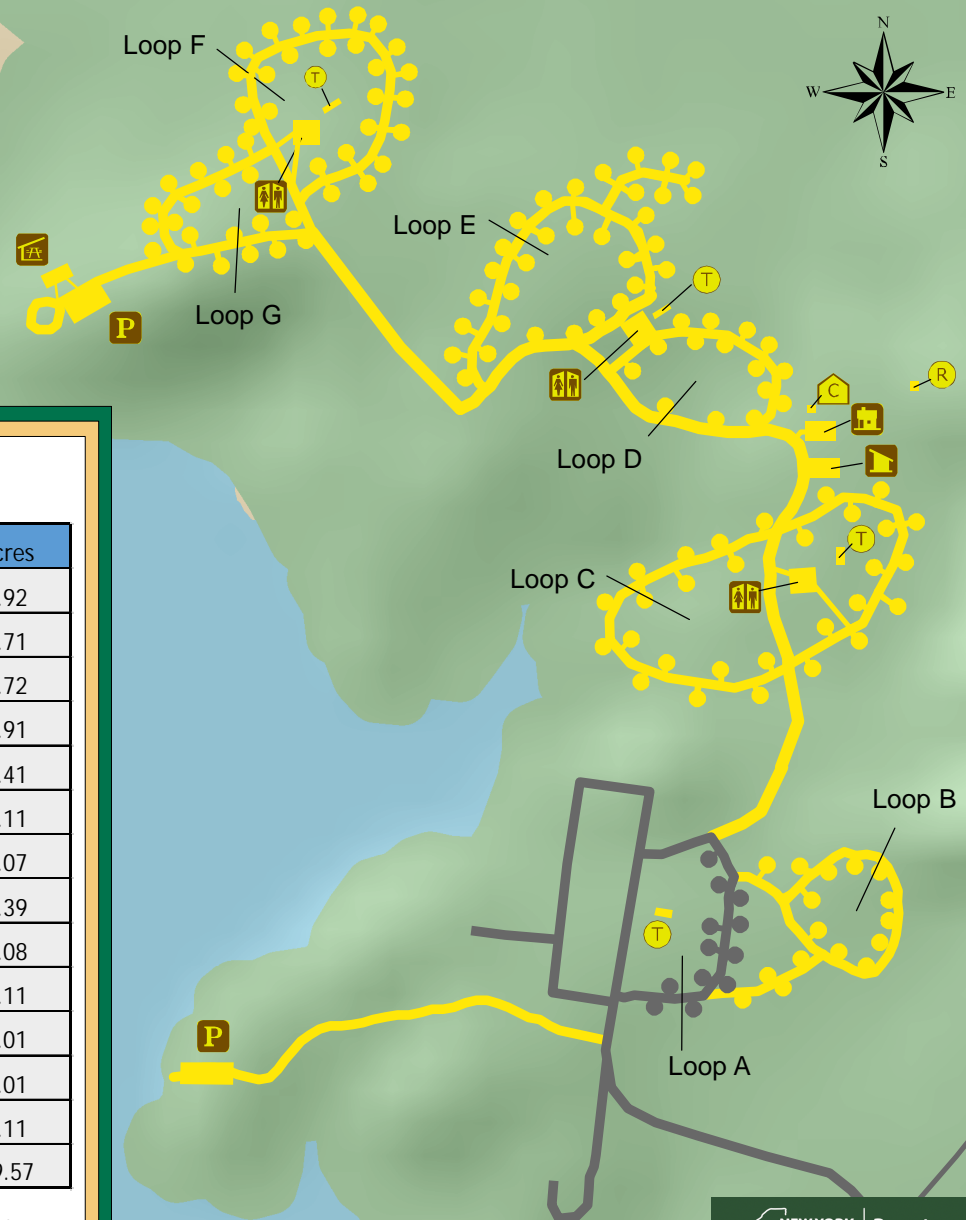 N
Loop F
T
W
E
S
Loop E
T
Loop G
P
R
C
Loop D
cres
T
.92
Loop C
.71
.72
.91
.41
.11
Loop B
.07
.39
.08
T
.11
.01
P
.01
Loop A
.11
9.57